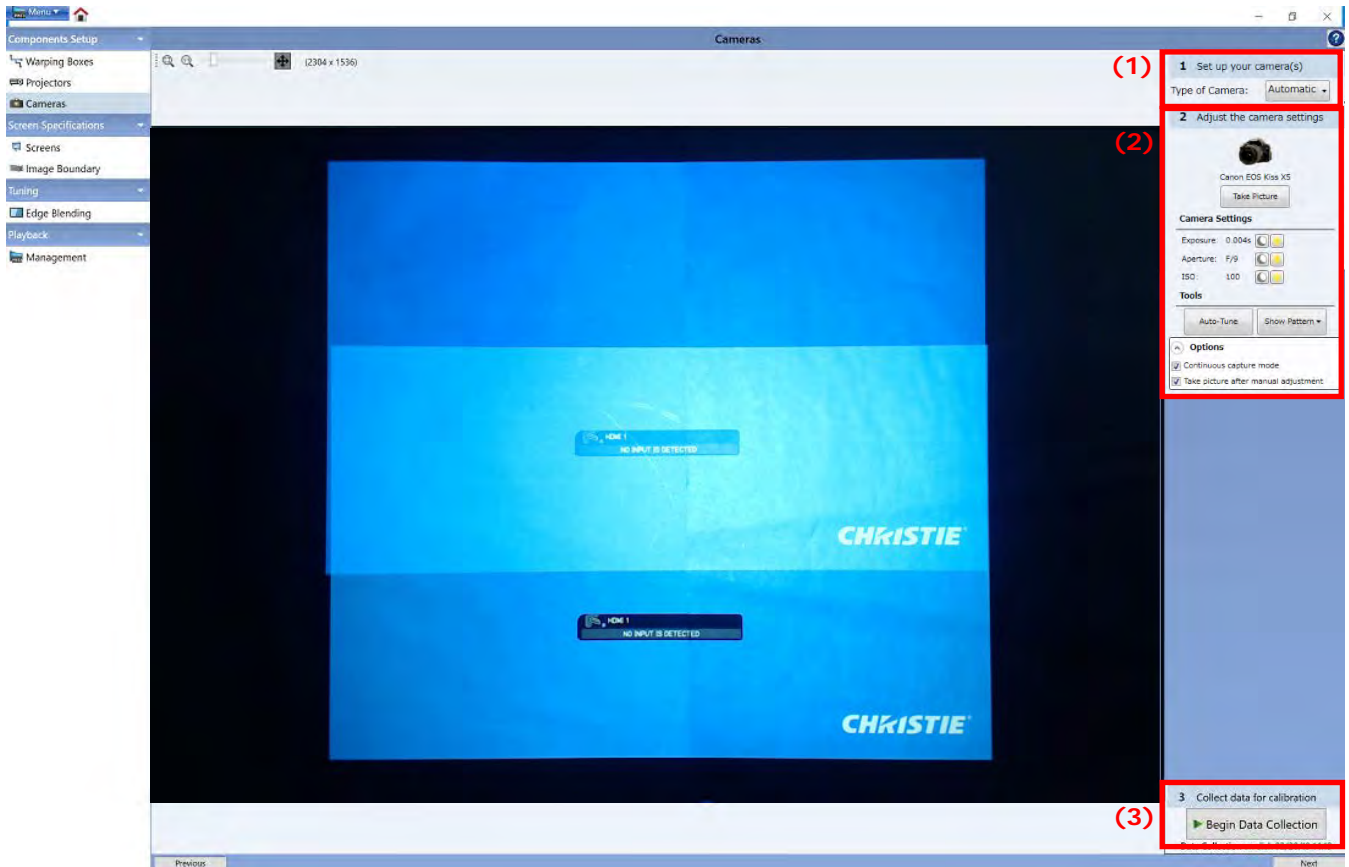 Menu
Components Setup
Cameras
Warping Boxes
(2304 x 1536)
Projectors
Cameras
Screen Specifications
Screens
Image Boundary
Tuning
Edge Blending
Playback
Management
HDMI 1
NO INPUT IS DETECTED
CHRISTIE
HDMI 1
NO INPUT IS DETECTED
CHRISTIE
(1)
1 Set up your camera(s)
Type of Camera: Automatic
(2)
2 Adjust the camera settings
Canon EOS Kiss X5
Take Picture
Camera Settings
Exposure: 0.004s
Aperture: F/9
ISO: 100
Tools
Auto-Tune Show Pattern
Options
Continuous capture mode
Take picture after manual adjustment
(3)
3 Collect data for calibration
Begin Data Collection
Previous
Next